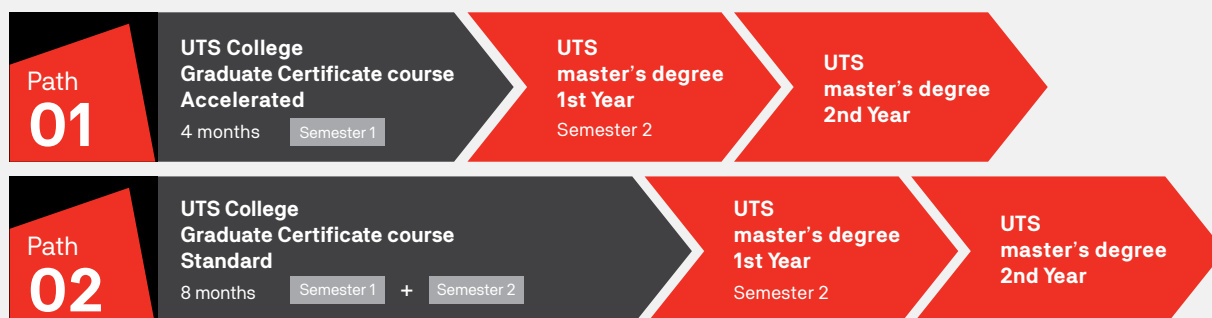 Path
01
UTS College
Graduate Certificate course
Accelerated
4 months Semester 1
UTS
master's degree
1st Year
Semester 2
UTS
master's degree
2nd Year
Path
02
UTS College
Graduate Certificate course
Standard
8 months Semester 1 + Semester 2
UTS
master's degree
1st Year
Semester 2
UTS
master's degree
2nd Year